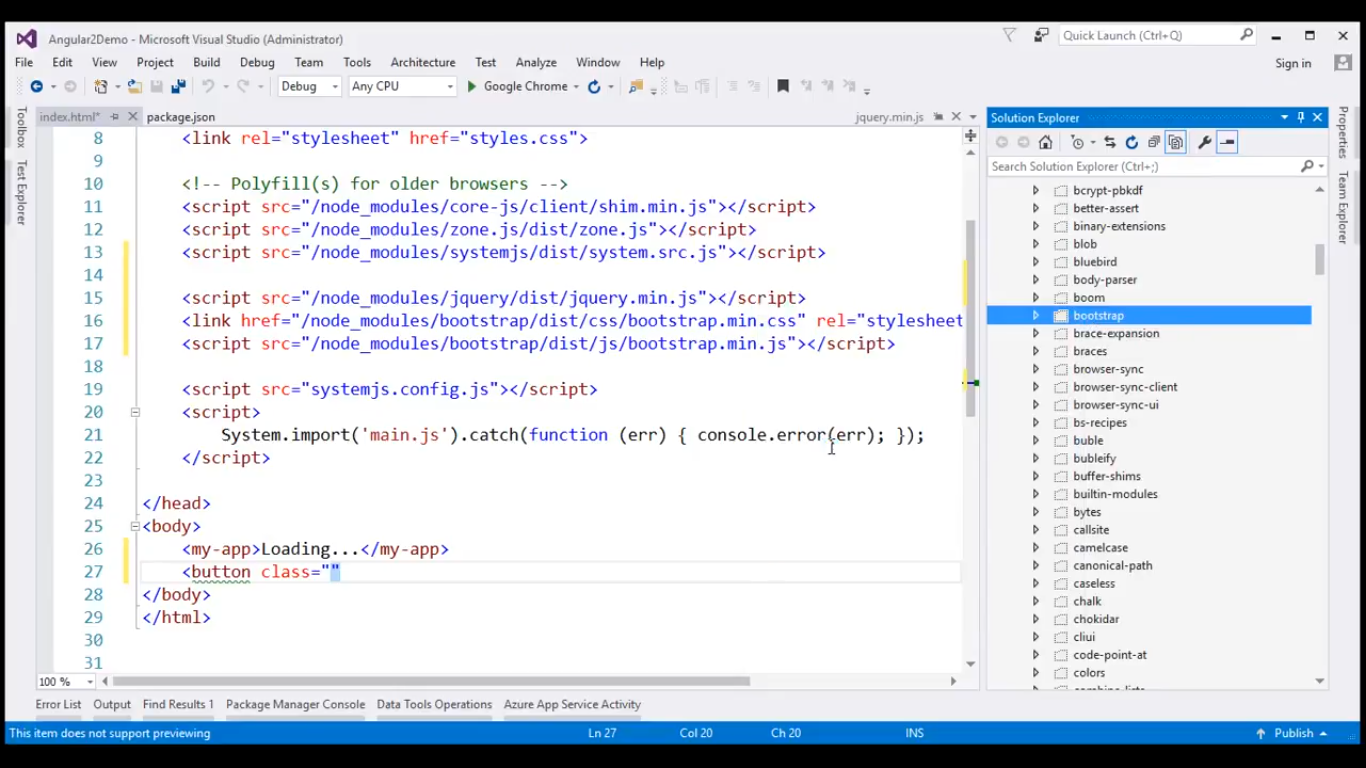 Angular2Demo - Microsoft Visual Studio (Administrator)
Quick Launch (Ctrl+Q)
File Edit View Project Build Debug Team Tools Architecture Test Analyze Window Help
Sign in
Debug Any CPU Google Chrome
index.html* package.json jquery.min.js
Toolbox
Test Explorer
8 <link rel="stylesheet" href="styles.css">
9
10 <!-- Polyfill(s) for older browsers -->
11 <script src="/node_modules/core-js/client/shim.min.js"></script>
12 <script src="/node_modules/zone.js/dist/zone.js"></script>
13 <script src="/node_modules/systemjs/dist/system.src.js"></script>
14
15 <script src="/node_modules/jquery/dist/jquery.min.js"></script>
16 <link href="/node_modules/bootstrap/dist/css/bootstrap.min.css" rel="stylesheet
17 <script src="/node_modules/bootstrap/dist/js/bootstrap.min.js"></script>
18
19 <script src="systemjs.config.js"></script>
20 <script>
21 System.import('main.js').catch(function (err) { console.error(err); });
22 </script>
23
24 </head>
25 <body>
26 <my-app>Loading...</my-app>
27 <button class=""
28 </body>
29 </html>
30
31
100 %
Solution Explorer
Search Solution Explorer (Ctrl+;)
bcrypt-pbkdf
better-assert
binary-extensions
blob
bluebird
body-parser
boom
bootstrap
brace-expansion
braces
browser-sync
browser-sync-client
browser-sync-ui
bs-recipes
buble
bubleify
buffer-shims
builtin-modules
bytes
callsite
camelcase
canonical-path
caseless
chalk
chokidar
cliui
code-point-at
colors
Properties
Team Explorer
Error List Output Find Results 1 Package Manager Console Data Tools Operations Azure App Service Activity
This item does not support previewing Ln 27 Col 20 Ch 20 INS Publish